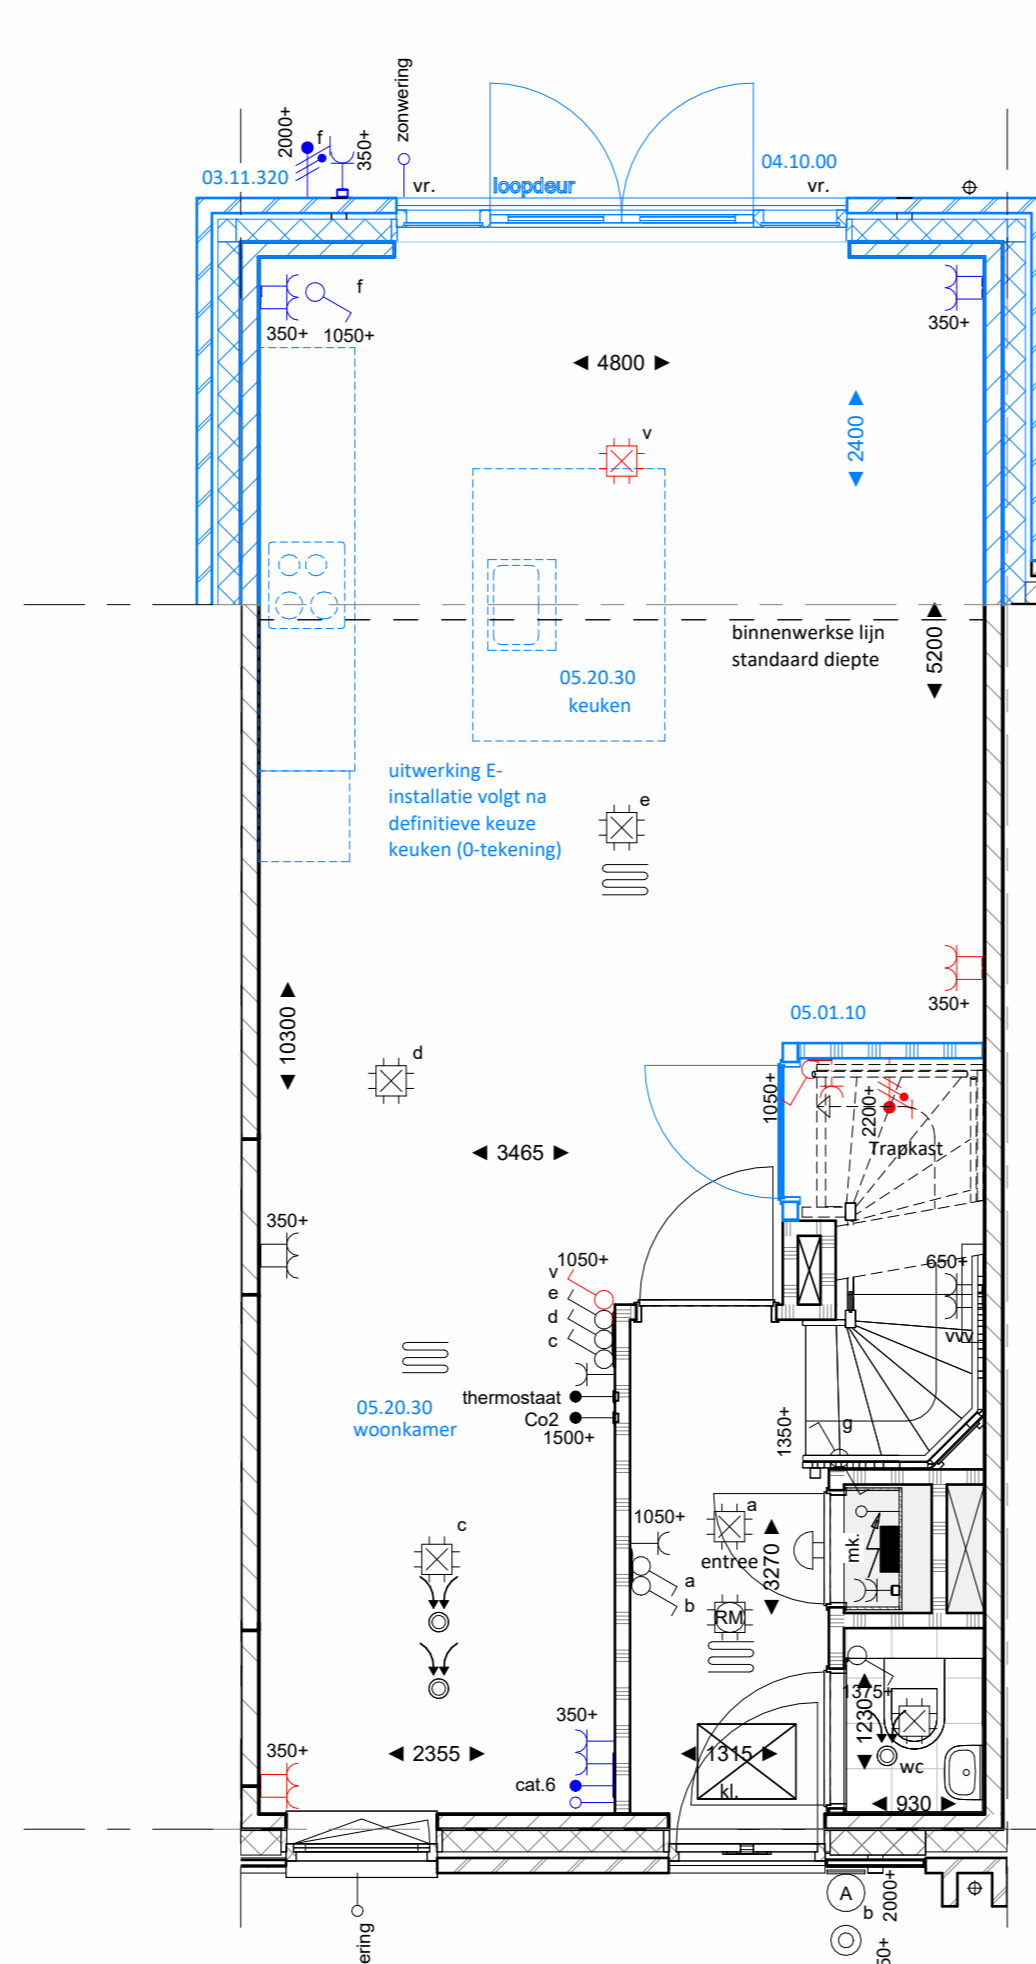 zonwering
2000+
f
350+
03.11.320
vr.
loopdeur
04.10.00
vr.
f
350+
1050+
350+
4800
2400
v
binnenwerkse lijn
standaard diepte
5200
05.20.30
keuken
uitwerking E-
installatie volgt na
definitieve keuze
keuken (0-tekening)
e
350+
10300
05.01.10
d
1050+
2200+
Trapkast
3465
350+
1050+
v
e
d
c
650+
vvv
thermostaat
Co2
1500+
05.20.30
woonkamer
1350+
g
c
1050+
a
entree
3270
mk.
a
b
RM
1375+
1230
wc
350+
350+
2355
cat.6
1315
kl.
930
A
b
2000+
50+
ering